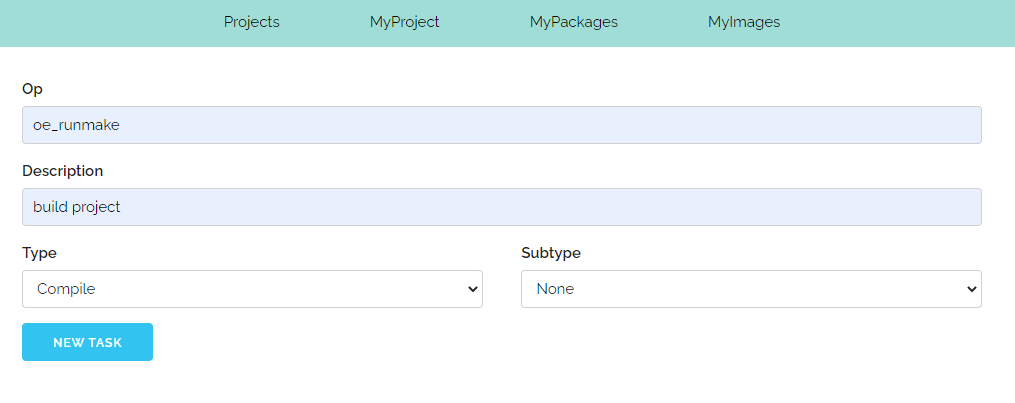 Projects MyProject MyPackages MyImages
Op
oe_runmake
Description
build project
Type Subtype
Compile None
NEW TASK